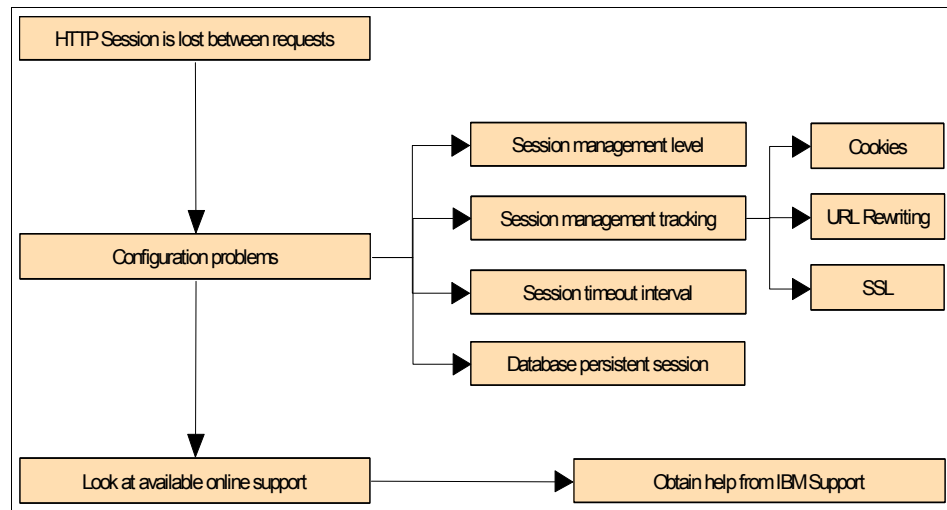 HTTP Session is lost between requests
Session management level
Cookies
Session management tracking
URL Rewriting
Configuration problems
Session timeout interval
SSL
Database persistent session
Look at available online support
Obtain help from IBM Support